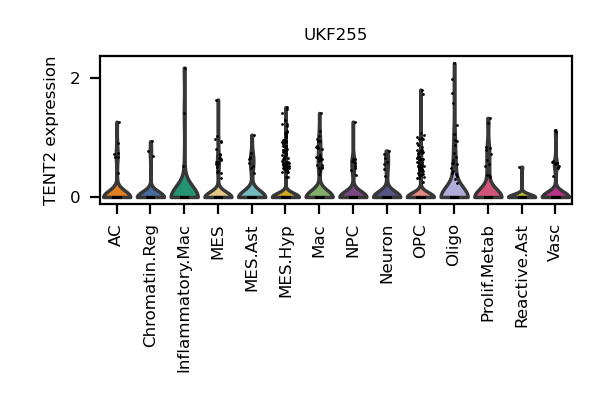 UKF255
TENT2 expression
2
0
AC
Chromatin.Reg
Inflammatory.Mac
MES
MES.Ast
MES.Hyp
Mac
NPC
Neuron
OPC
Oligo
Prolif.Metab
Reactive.Ast
Vasc